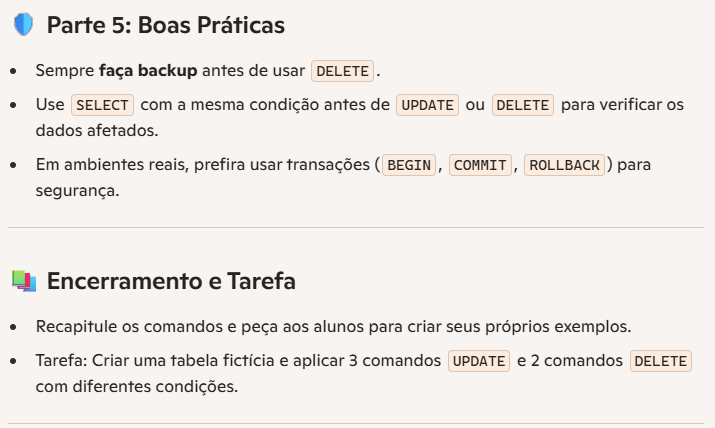 Parte 5: Boas Práticas
Sempre faça backup antes de usar DELETE.
Use SELECT com a mesma condição antes de UPDATE ou DELETE para verificar os
dados afetados.
Em ambientes reais, prefira usar transações (BEGIN, COMMIT, ROLLBACK) para
segurança.
Encerramento e Tarefa
Recapitule os comandos e peça aos alunos para criar seus próprios exemplos.
Tarefa: Criar uma tabela fictícia e aplicar 3 comandos UPDATE e 2 comandos DELETE
com diferentes condições.